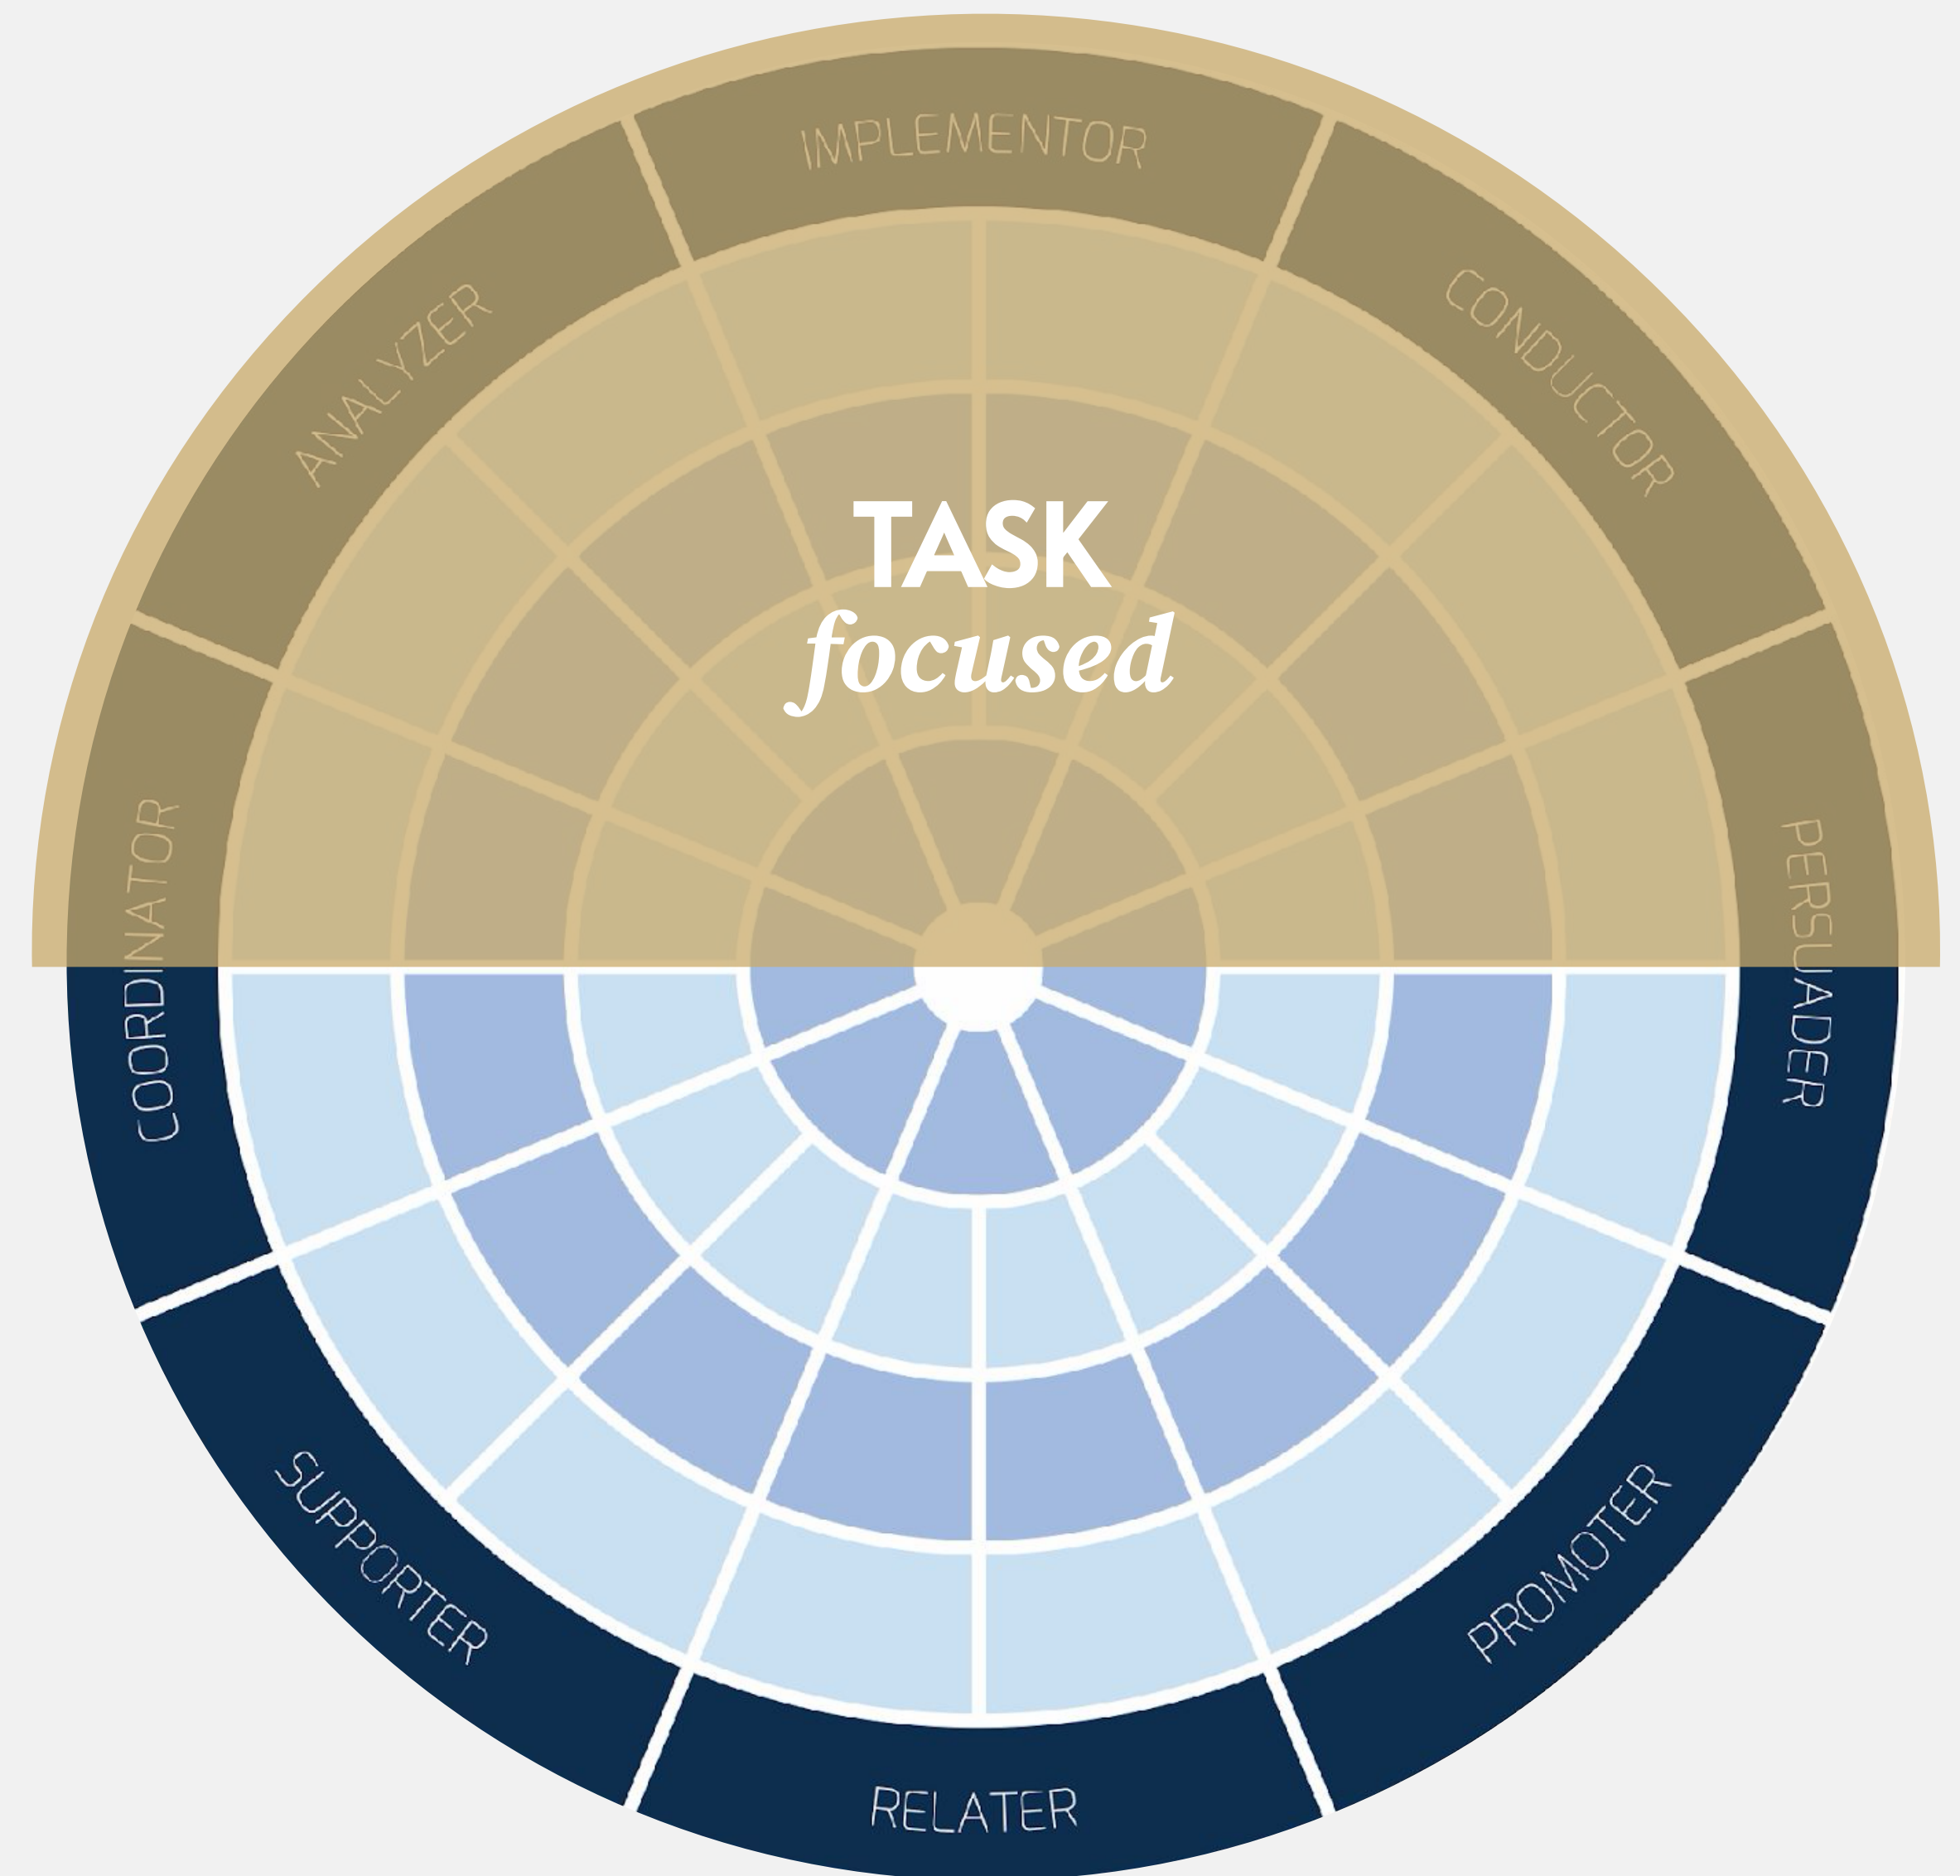 IMPLEMENTOR
ANALYZER
CONDUCTOR
TASK
focused
COORDINATOR
PERSUADER
SUPPORTER
PROMOTER
RELATER